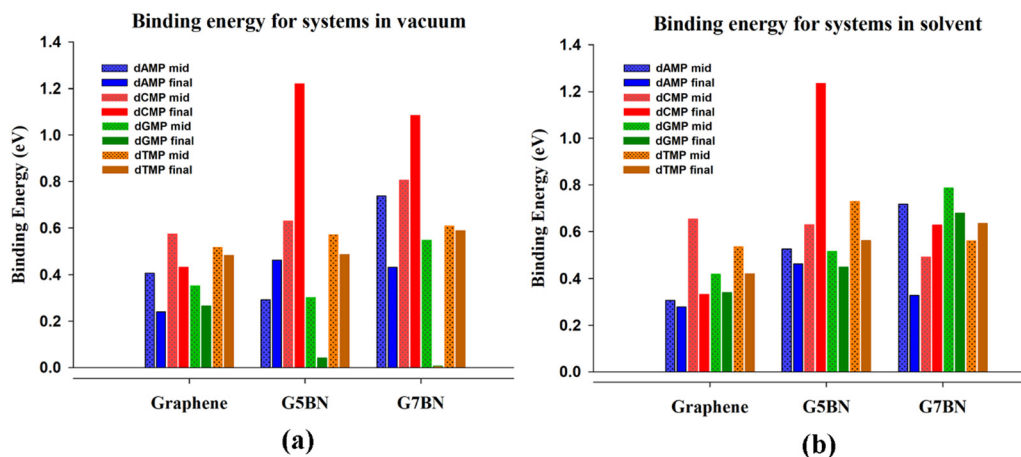 Binding energy for systems in vacuum
Binding Energy (eV)
1.4
1.2
1.0
0.8
0.6
0.4
0.2
0.0
dAMP mid
dAMP final
dCMP mid
dCMP final
dGMP mid
dGMP final
dTMP mid
dTMP final
Graphene G5BN G7BN
(a)
Binding energy for systems in solvent
Binding Energy (eV)
1.4
1.2
1.0
0.8
0.6
0.4
0.2
0.0
dAMP mid
dAMP final
dCMP mid
dCMP final
dGMP mid
dGMP final
dTMP mid
dTMP final
Graphene G5BN G7BN
(b)